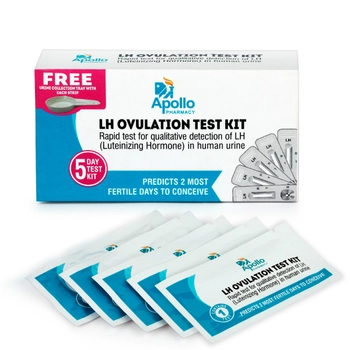 FREE
URINE COLLECTION TRAY WITH
EACH STRIP
Apollo
PHARMACY
LH OVULATION TEST KIT
Rapid test for qualitative detection of LH
(Luteinizing Hormone) in human urine
5
DAY
TEST
KIT
PREDICTS 2 MOST
FERTILE DAYS TO CONCEIVE
Apollo
LH OVULATION TEST KIT
Rapid test for qualitative detection of LH
(Luteinizing Hormone) in human urine
1
PREDICTS 2 MOST FERTILE DAYS TO CONCEIVE